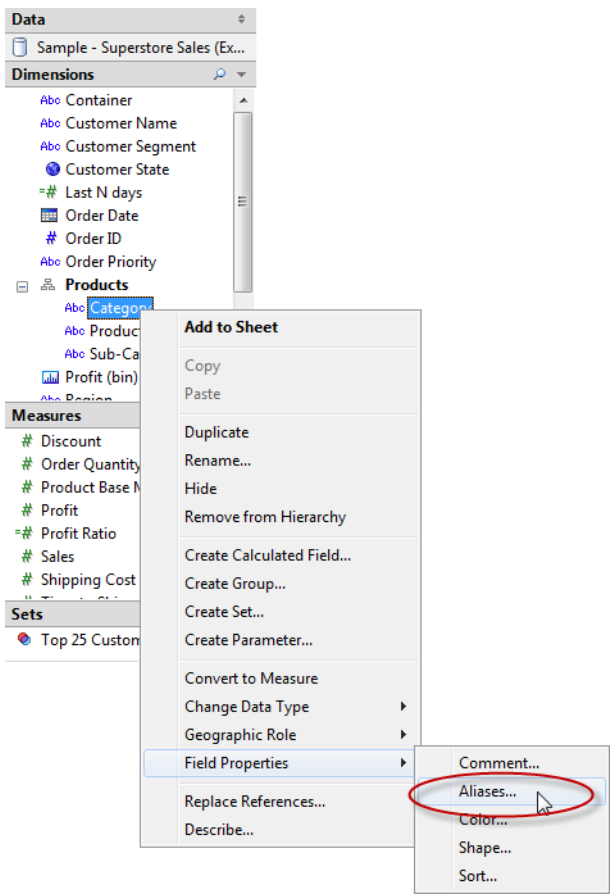 Data
Sample - Superstore Sales (Ex...
Dimensions
Abc Container
Abc Customer Name
Abc Customer Segment
Customer State
=# Last N days
Order Date
# Order ID
Abc Order Priority
Products
Abc Category
Abc Produc
Abc Sub-Ca
Profit (bin)
Abc Region
Measures
# Discount
# Order Quantity
# Product Base M
# Profit
=# Profit Ratio
# Sales
# Shipping Cost
Sets
Top 25 Custom
Add to Sheet
Copy
Paste
Duplicate
Rename...
Hide
Remove from Hierarchy
Create Calculated Field...
Create Group...
Create Set...
Create Parameter...
Convert to Measure
Change Data Type
Geographic Role
Field Properties
Replace References...
Describe...
Comment...
Aliases...
Color...
Shape...
Sort...